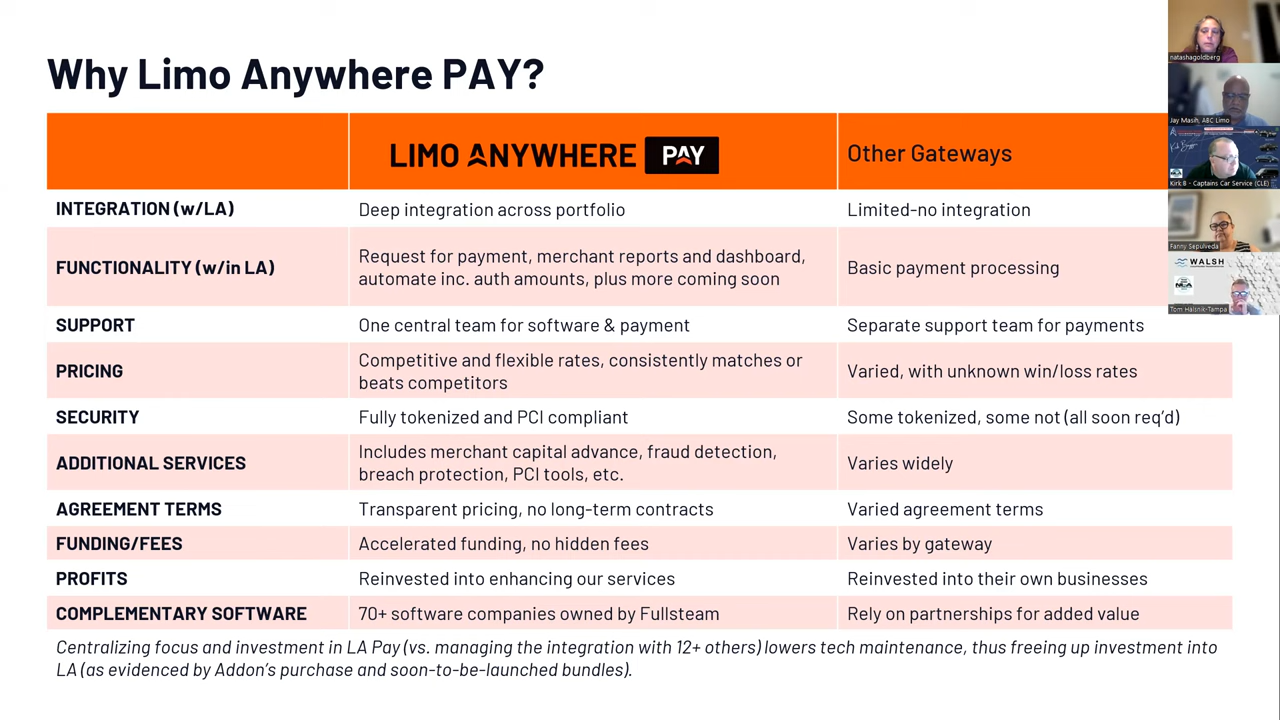 Why Limo Anywhere PAY?
LIMO ANYWHERE PAY
Other Gateways
INTEGRATION (w/LA)
Deep integration across portfolio
Limited-no integration
FUNCTIONALITY (w/in LA)
Request for payment, merchant reports and dashboard,
automate inc. auth amounts, plus more coming soon
Basic payment processing
SUPPORT
One central team for software & payment
Separate support team for payments
PRICING
Competitive and flexible rates, consistently matches or
beats competitors
Varied, with unknown win/loss rates
SECURITY
Fully tokenized and PCI compliant
Some tokenized, some not (all soon req'd)
ADDITIONAL SERVICES
Includes merchant capital advance, fraud detection,
breach protection, PCI tools, etc.
Varies widely
AGREEMENT TERMS
Transparent pricing, no long-term contracts
Varied agreement terms
FUNDING/FEES
Accelerated funding, no hidden fees
Varies by gateway
PROFITS
Reinvested into enhancing our services
Reinvested into their own businesses
COMPLEMENTARY SOFTWARE
70+ software companies owned by Fullsteam
Rely on partnerships for added value
Centralizing focus and investment in LA Pay (vs. managing the integration with 12+ others) lowers tech maintenance, thus freeing up investment into
LA (as evidenced by Addon's purchase and soon-to-be-launched bundles).
natashagoldberg
Jay Masih, ABC Limo
Kirk B - Captains Car Service (CLE)
Fanny Sepulveda
WALSH
Tom Halsnik-Tampa